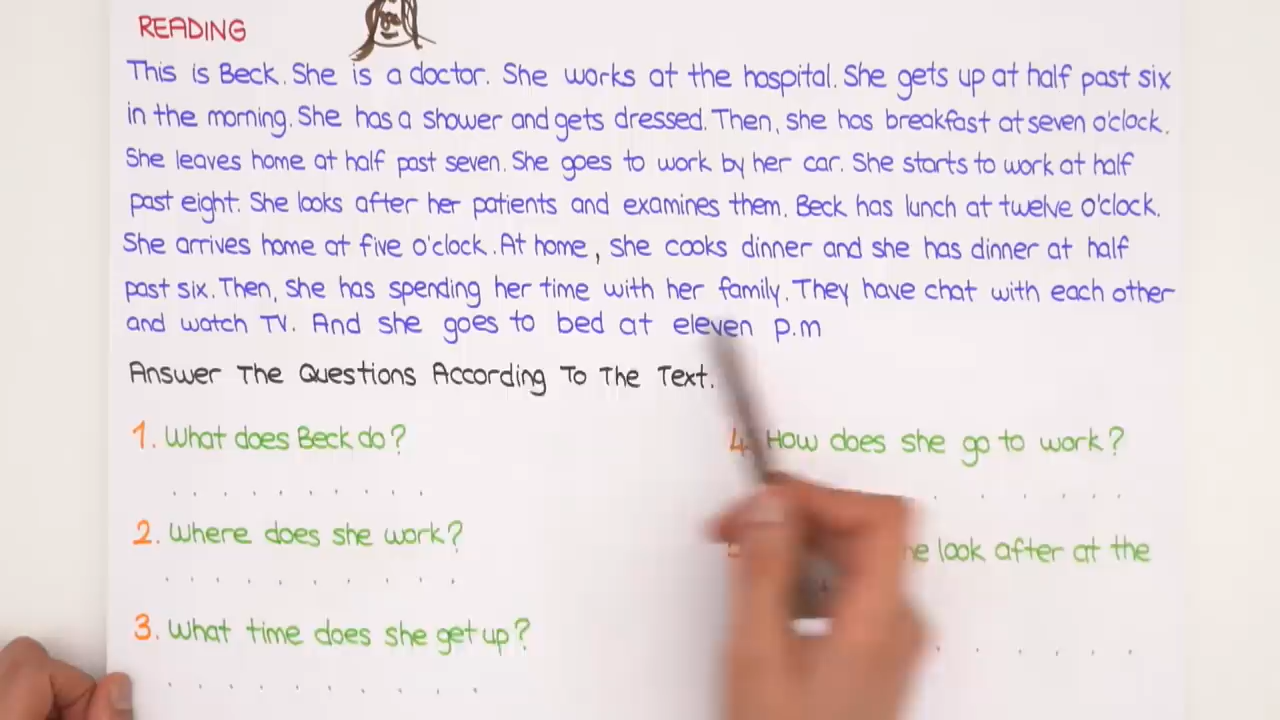 READING
This is Beck. She is a doctor. She works at the hospital. She gets up at half past six
in the morning. She has a shower and gets dressed. Then, she has breakfast at seven o'clock.
She leaves home at half past seven. She goes to work by her car. She starts to work at half
past eight. She looks after her patients and examines them. Beck has lunch at twelve o'clock.
She arrives home at five o'clock. At home, she cooks dinner and she has dinner at half
past six. Then, she has spending her time with her family. They have chat with each other
and watch TV. And she goes to bed at eleven p.m
Answer The Questions According To The Text.
1. What does Beck do?
2. Where does she work?
3. What time does she get up?
4. How does she go to work?
look after at the